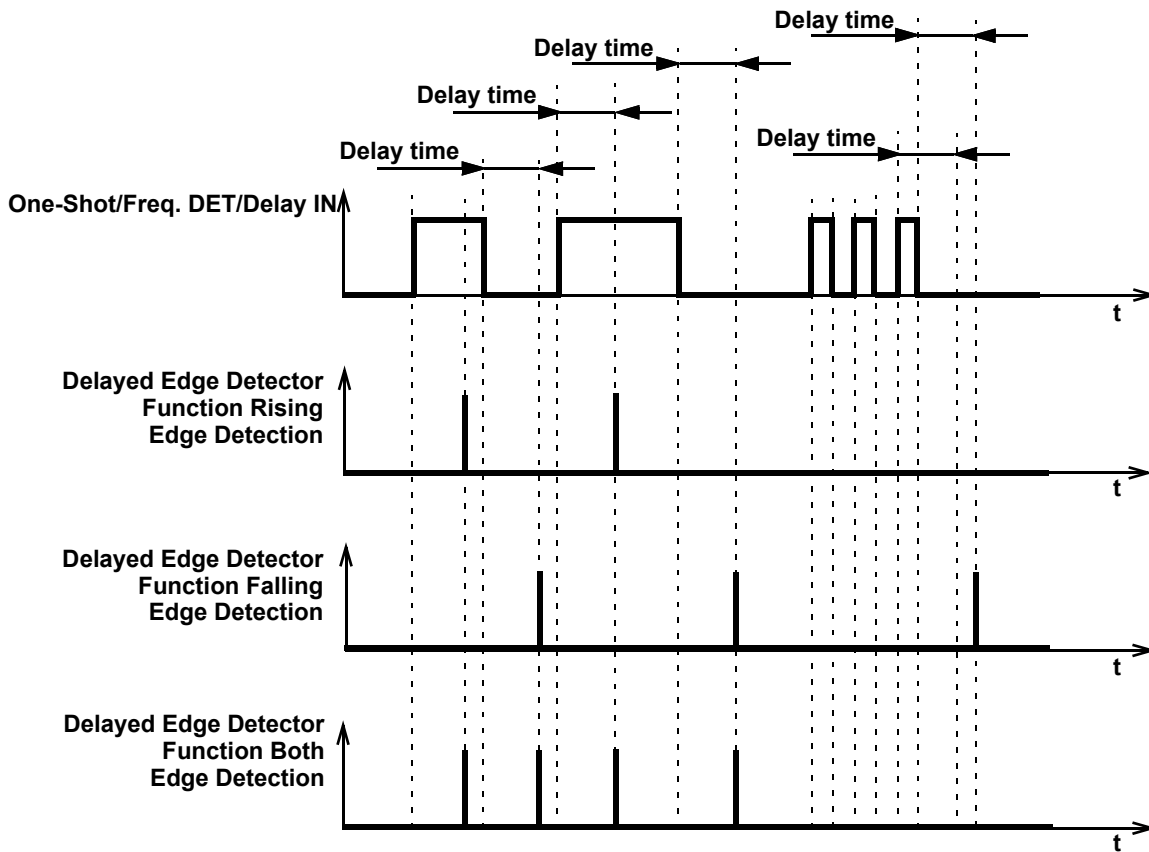 Delay time
Delay time
Delay time
Delay time
Delay time
One-Shot/Freq. DET/Delay IN
t
Delayed Edge Detector
Function Rising
Edge Detection
t
Delayed Edge Detector
Function Falling
Edge Detection
t
Delayed Edge Detector
Function Both
Edge Detection
t